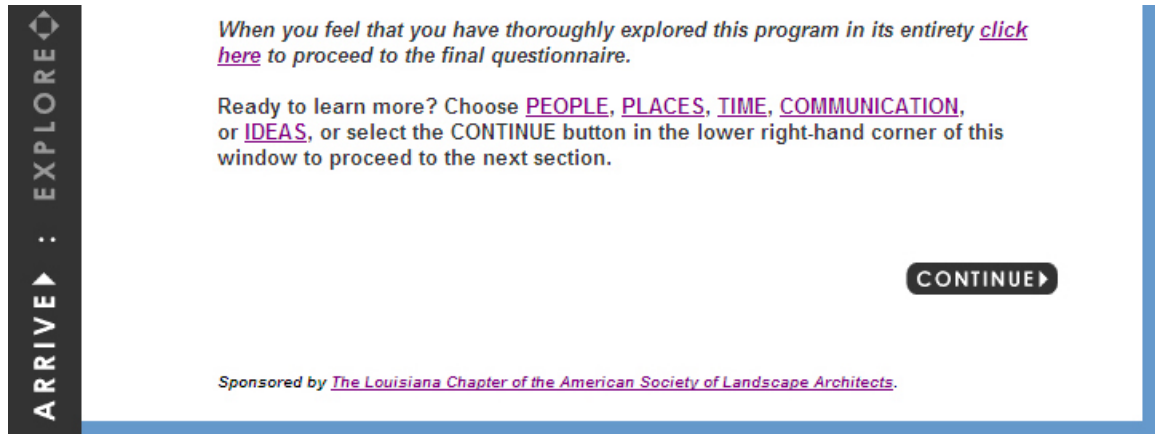 When you feel that you have thoroughly explored this program in its entirety click
here to proceed to the final questionnaire.
Ready to learn more? Choose PEOPLE, PLACES, TIME, COMMUNICATION,
or IDEAS, or select the CONTINUE button in the lower right-hand corner of this
window to proceed to the next section.
CONTINUE
Sponsored by The Louisiana Chapter of the American Society of Landscape Architects.
ARRIVE : EXPLORE